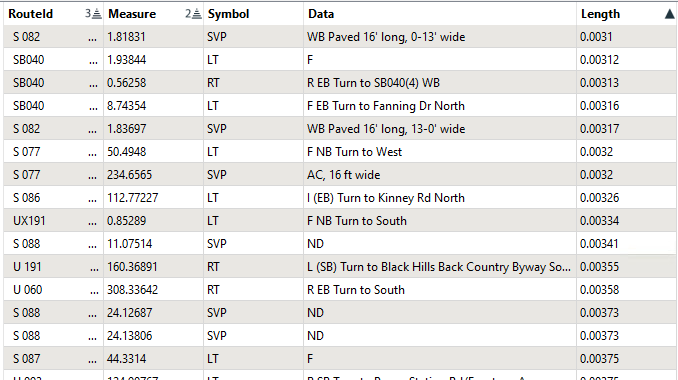 RouteId 3 Measure 2 Symbol Data Length
S 082 ... 1.81831 SVP WB Paved 16' long, 0-13' wide 0.0031
SB040 ... 1.93844 LT F 0.00312
SB040 ... 0.56258 RT R EB Turn to SB040(4) WB 0.00313
SB040 ... 8.74354 LT F EB Turn to Fanning Dr North 0.00316
S 082 ... 1.83697 SVP WB Paved 16' long, 13-0' wide 0.00317
S 077 ... 50.4948 LT F NB Turn to West 0.0032
S 077 ... 234.6565 SVP AC, 16 ft wide 0.0032
S 086 ... 112.77227 LT I (EB) Turn to Kinney Rd North 0.00326
UX191 ... 0.85289 LT F NB Turn to South 0.00334
S 088 ... 11.07514 SVP ND 0.00341
U 191 ... 160.36891 RT L (SB) Turn to Black Hills Back Country Byway So... 0.00355
U 060 ... 308.33642 RT R EB Turn to South 0.00358
S 088 ... 24.12687 SVP ND 0.00373
S 088 ... 24.13806 SVP ND 0.00373
S 087 ... 44.3314 LT F 0.00375